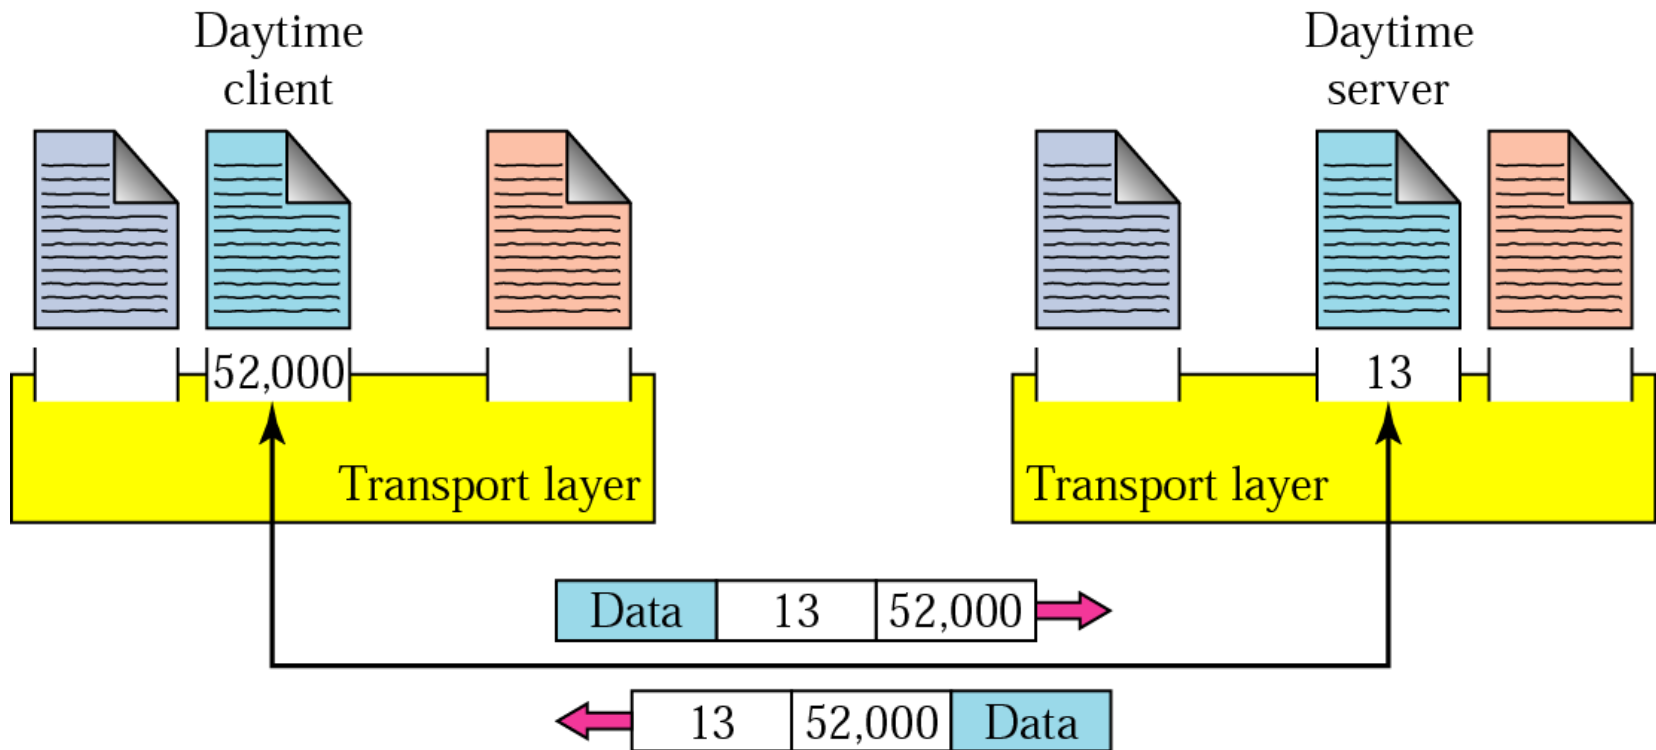 Daytime
client
Daytime
server
52,000
13
Transport layer
Transport layer
Data 13 52,000
13 52,000 Data